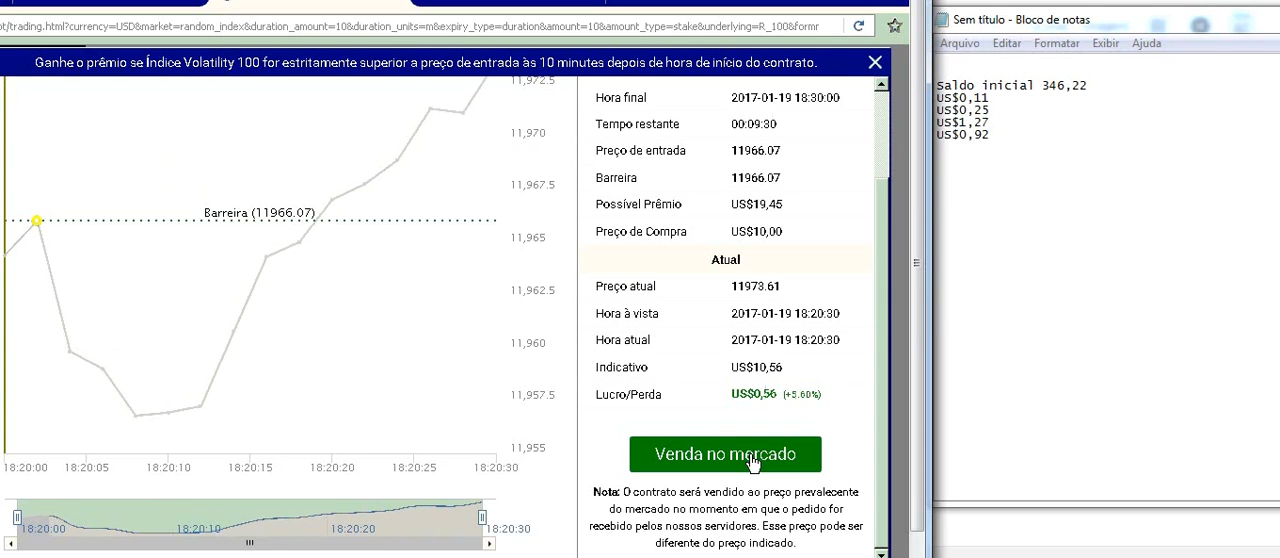 ot/trading.html?currency=USD&market=random_index&duration_amount=10&duration_units=m&expiry_type=duration&amount=10&amount_type=stake&underlying=R_100&formr
Ganhe o prêmio se Índice Volatility 100 for estritamente superior a preço de entrada às 10 minutes depois de hora de início do contrato.
11,972.5
11,970
11,967.5
11,965
11,962.5
11,960
11,957.5
11,955
Barreira (11966.07)
18:20:00 18:20:05 18:20:10 18:20:15 18:20:20 18:20:25 18:20:30
18:20:00 18:20:10 18:20:20 18:20:30
Hora final 2017-01-19 18:30:00
Tempo restante 00:09:30
Preço de entrada 11966.07
Barreira 11966.07
Possível Prêmio US$19,45
Preço de Compra US$10,00
Atual
Preço atual 11973.61
Hora à vista 2017-01-19 18:20:30
Hora atual 2017-01-19 18:20:30
Indicativo US$10,56
Lucro/Perda US$0,56 (+5.60%)
Venda no mercado
Nota: O contrato será vendido ao preço prevalecente
do mercado no momento em que o pedido for
recebido pelos nossos servidores. Esse preço pode ser
diferente do preço indicado.
Sem título - Bloco de notas
Arquivo Editar Formatar Exibir Ajuda
Saldo inicial 346,22
US$0,11
US$0,25
US$1,27
US$0,92